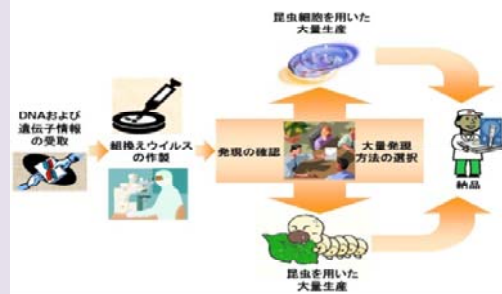 昆虫細胞を用いた
大量生産
DNAおよび
遺伝子情報
の受取
組換えウイルス
の作製
発現の確認
大量発現
方法の選択
納品
昆虫を用いた
大量生産